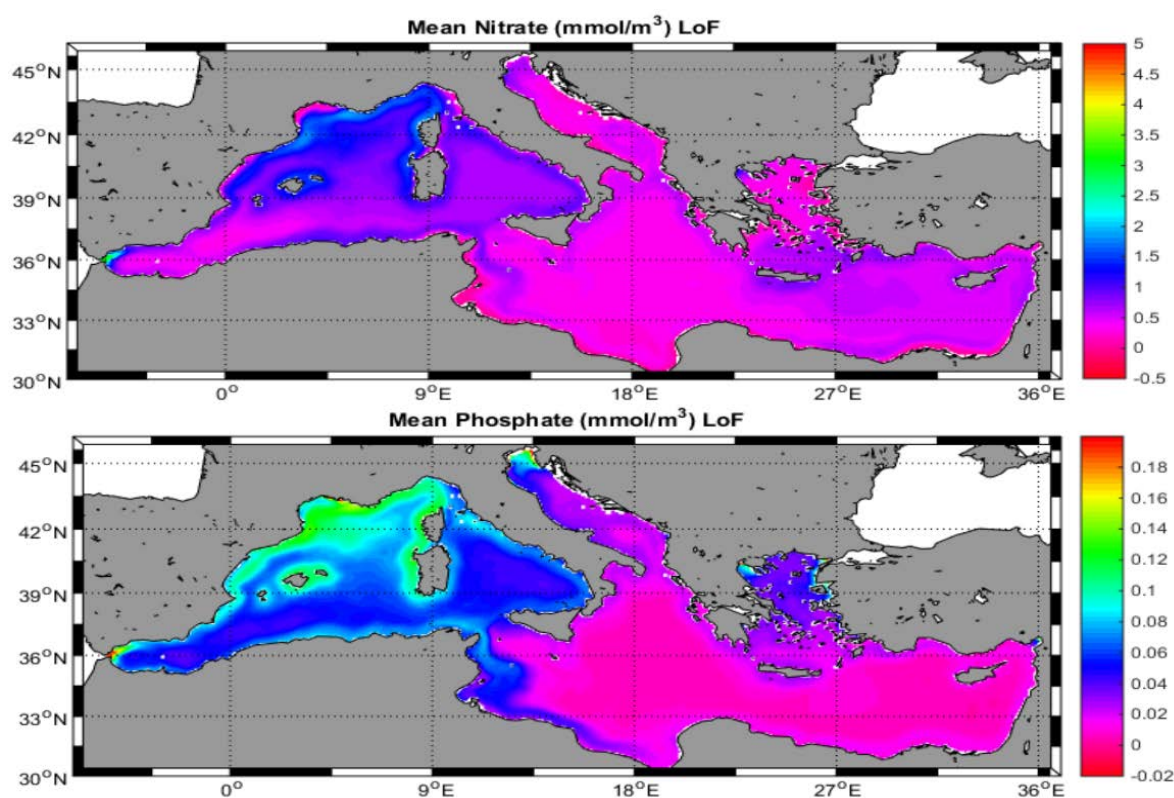 Mean Nitrate (mmol/m³) LoF
45°N
42°N
39°N
36°N
33°N
30°N
0°
9°E
18°E
27°E
36°E
5
4.5
4
3.5
3
2.5
2
1.5
1
0.5
0
-0.5
Mean Phosphate (mmol/m³) LoF
45°N
42°N
39°N
36°N
33°N
30°N
0°
9°E
18°E
27°E
36°E
0.18
0.16
0.14
0.12
0.1
0.08
0.06
0.04
0.02
0
-0.02